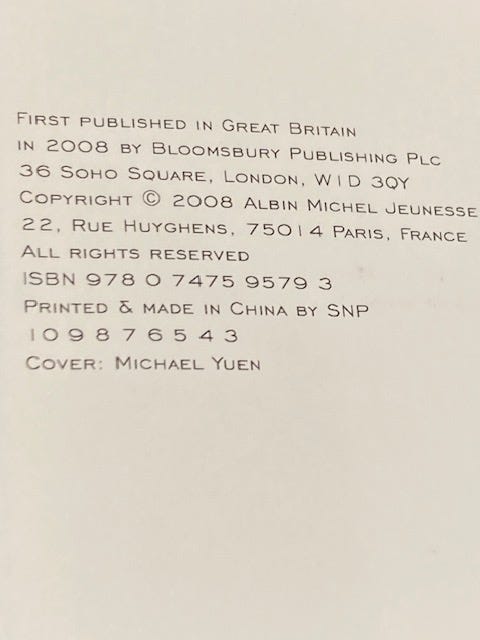 First published in Great Britain
in 2008 by Bloomsbury Publishing Plc
36 Soho Square, London, W1D 3QY
Copyright © 2008 Albin Michel Jeunesse
22, Rue Huyghens, 75014 Paris, France
All rights reserved
ISBN 978 0 7475 9579 3
Printed & made in China by SNP
10 9 8 7 6 5 4 3
Cover: Michael Yuen